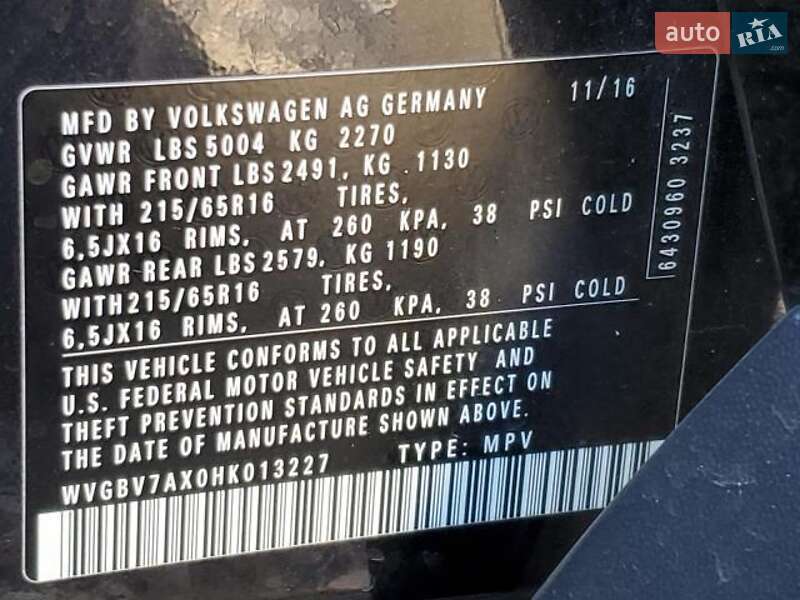 auto RIA.com
MFD BY VOLKSWAGEN AG GERMANY 11/16
GVWR LBS 5004 KG 2270
GAWR FRONT LBS 2491, KG 1130
WITH 215/65R16 TIRES,
6,5JX16 RIMS, AT 260 KPA, 38 PSI COLD
GAWR REAR LBS 2579, KG 1190
WITH 215/65R16 TIRES,
6,5JX16 RIMS, AT 260 KPA, 38 PSI COLD
THIS VEHICLE CONFORMS TO ALL APPLICABLE
U.S. FEDERAL MOTOR VEHICLE SAFETY AND
THEFT PREVENTION STANDARDS IN EFFECT ON
THE DATE OF MANUFACTURE SHOWN ABOVE.
WVGBV7AX0HK013227 TYPE: MPV
6430960 3237